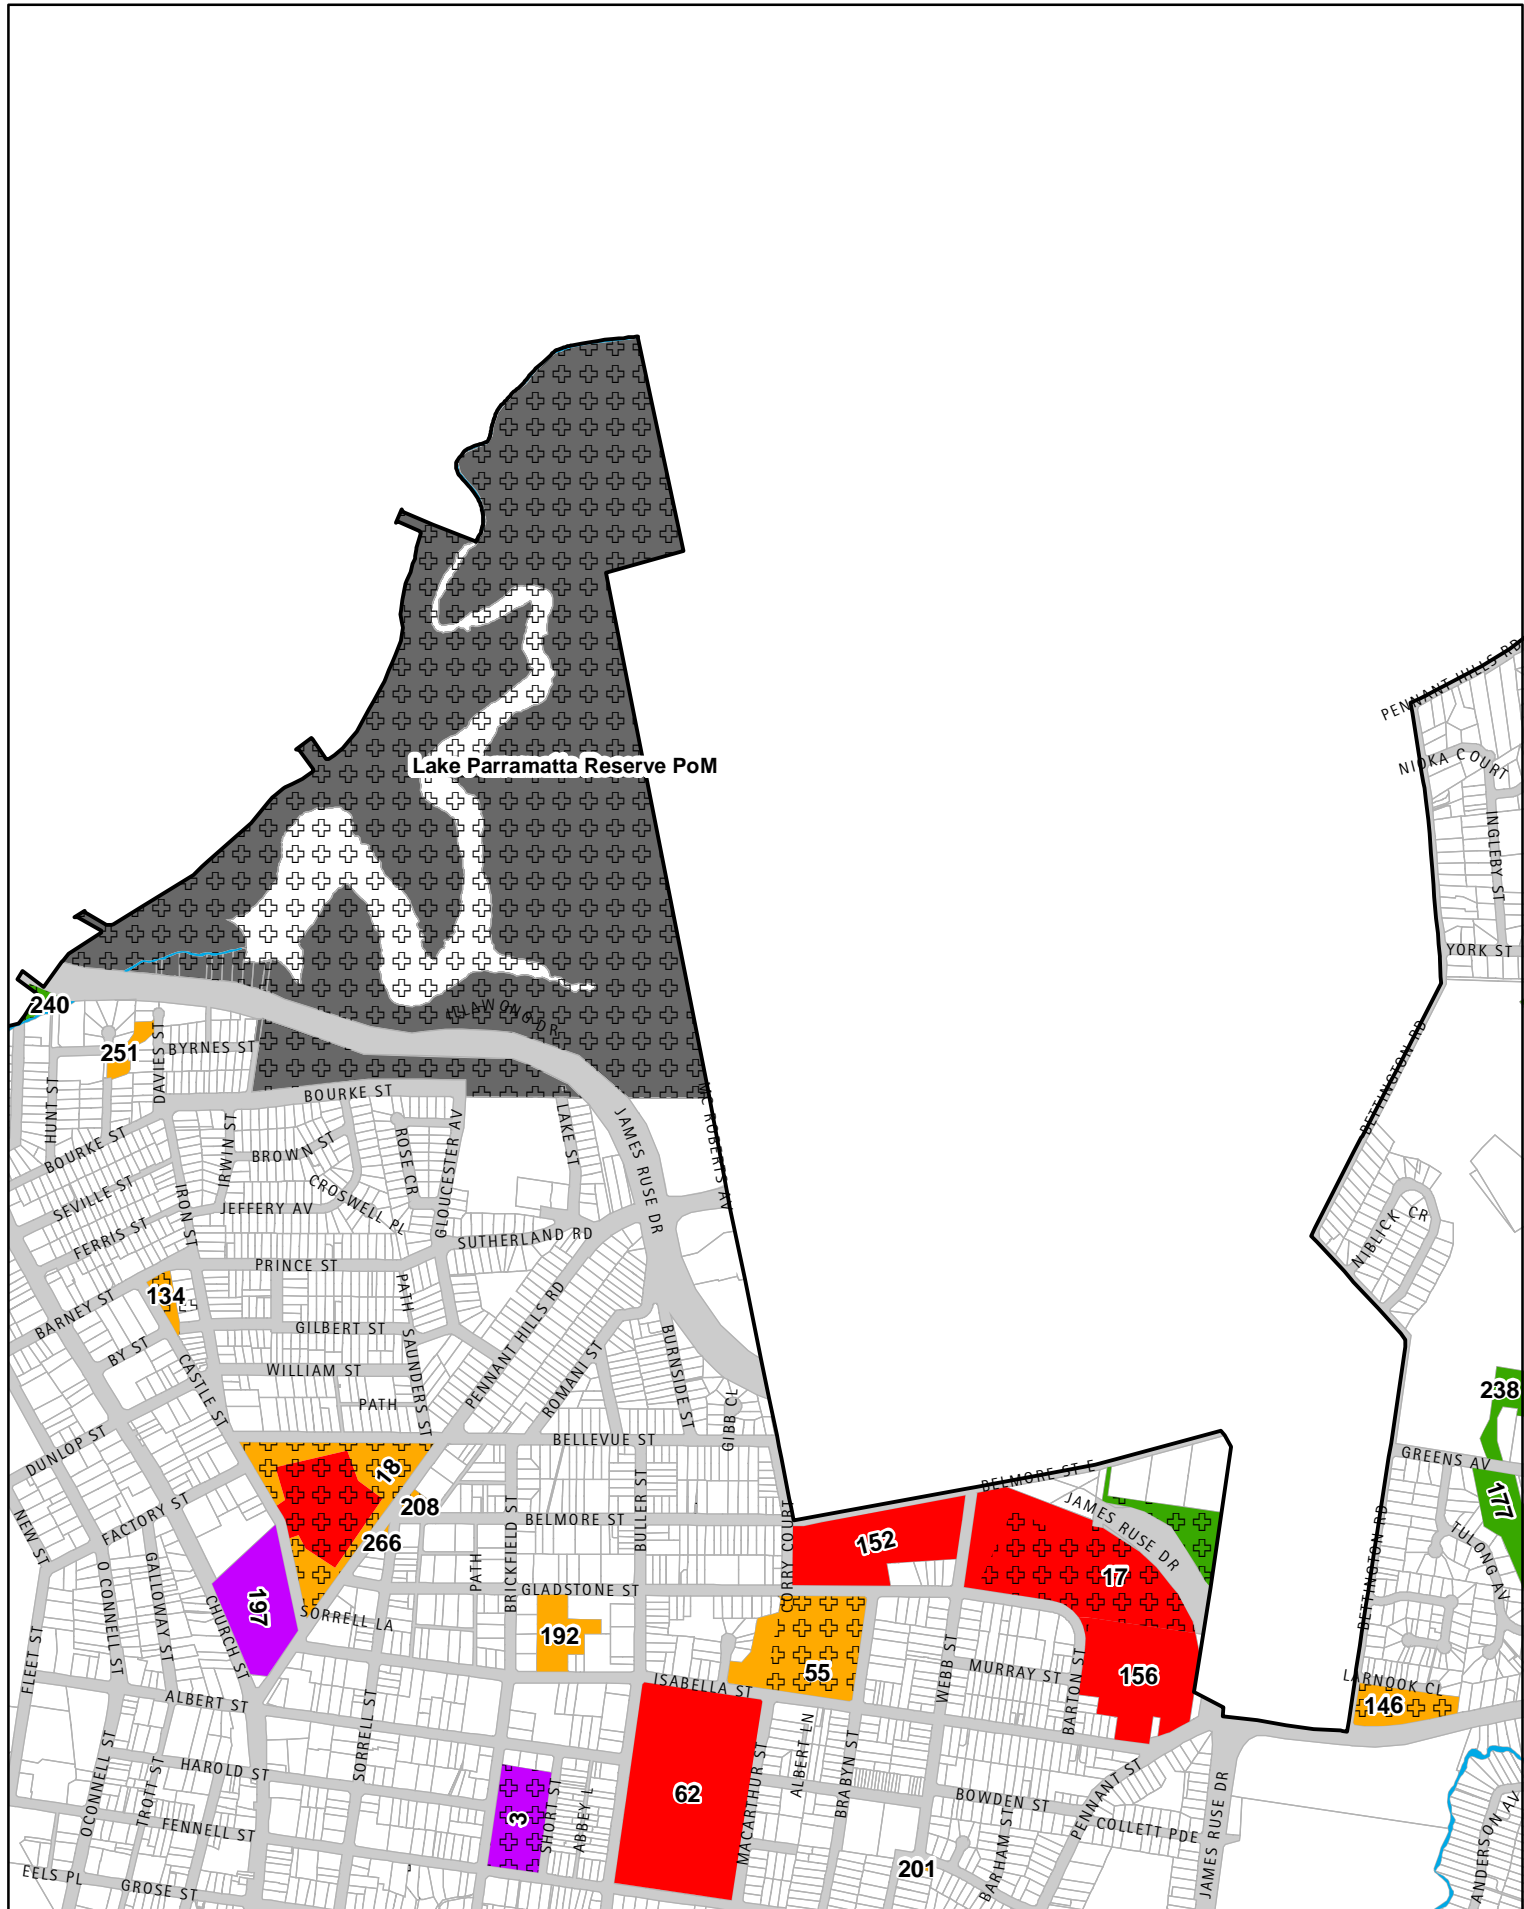 PENNANT HILLS RD
NIOKA COURT
Lake Parramatta Reserve PoM
INGLEBY ST
YORK ST
240
ILLAWONG DR
251
DAVIES ST
BYRNES ST
HUNT ST
BOURKE ST
BETTINGTON RD
MC ROBERTS AV
LAKE ST
JAMES RUSE DR
BOURKE ST
IRWIN ST
BROWN ST
ROSE CR
GLOUCESTER AV
SEVILLE ST
IRON ST
JEFFERY AV
CROSWELL PL
FERRIS ST
SUTHERLAND RD
NIBLICK CR
PRINCE ST
PATH
134
BARNEY ST
GILBERT ST
SAUNDERS ST
PENNANT HILLS RD
ROMANI ST
BURNSIDE ST
BY ST
CASTLE ST
WILLIAM ST
PATH
GIBB CL
238
DUNLOP ST
BELLEVUE ST
GREENS AV
18
BELMORE ST E
177
208
JAMES RUSE DR
FACTORY ST
BRICKFIELD ST
BELMORE ST
BULLER ST
CORRY COURT
NEW ST
266
152
TULONG AV
BETTINGTON RD
O CONNELL ST
GALLOWAY ST
PATH
GLADSTONE ST
17
197
CHURCH ST
SORRELL LA
192
FLEET ST
55
WEBB ST
MURRAY ST
BARTON ST
156
ISABELLA ST
LARNOOK CL
146
ALBERT ST
SORRELL ST
ALBERT LN
HAROLD ST
62
OCONNELL ST
TROTT ST
3
SHORT ST
ABBEY L
MACARTHUR ST
BRABYN ST
BOWDEN ST
PENNANT ST
COLLETT PDE
FENNELL ST
BARHAM ST
JAMES RUSE DR
ANDERSON AV
201
EELS PL
GROSE ST